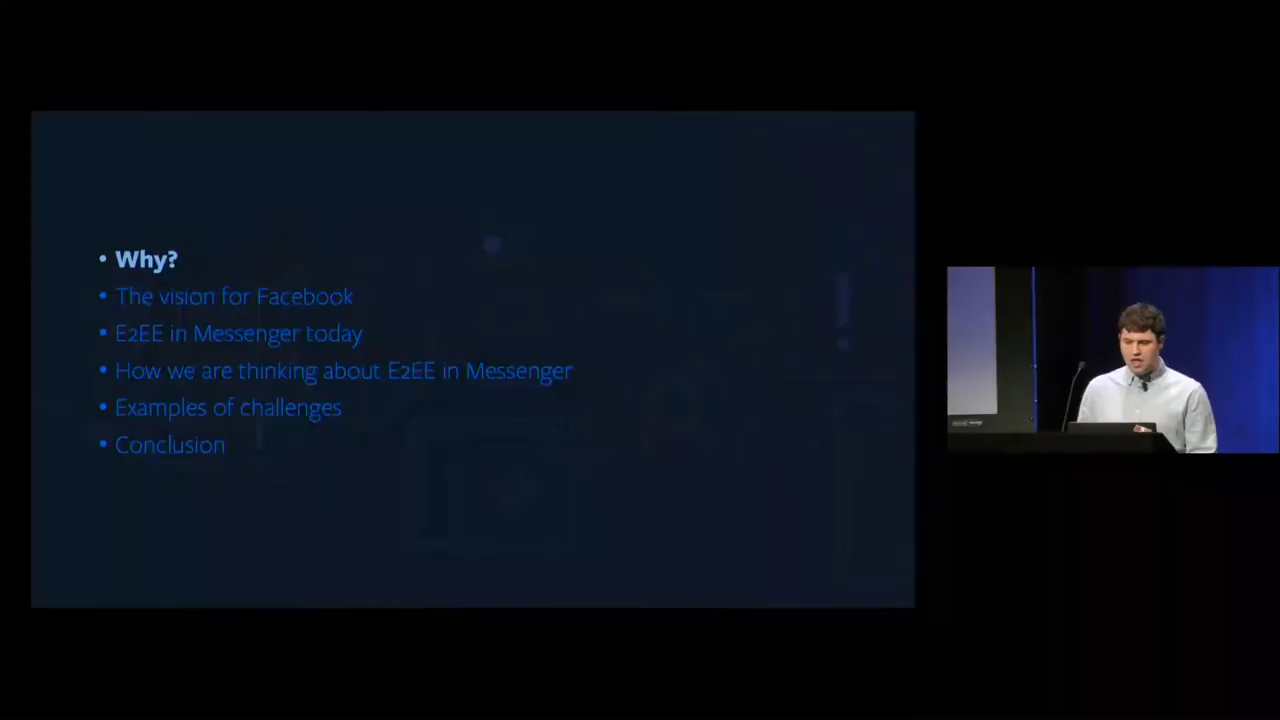 • Why?
• The vision for Facebook
• E2EE in Messenger today
• How we are thinking about E2EE in Messenger
• Examples of challenges
• Conclusion